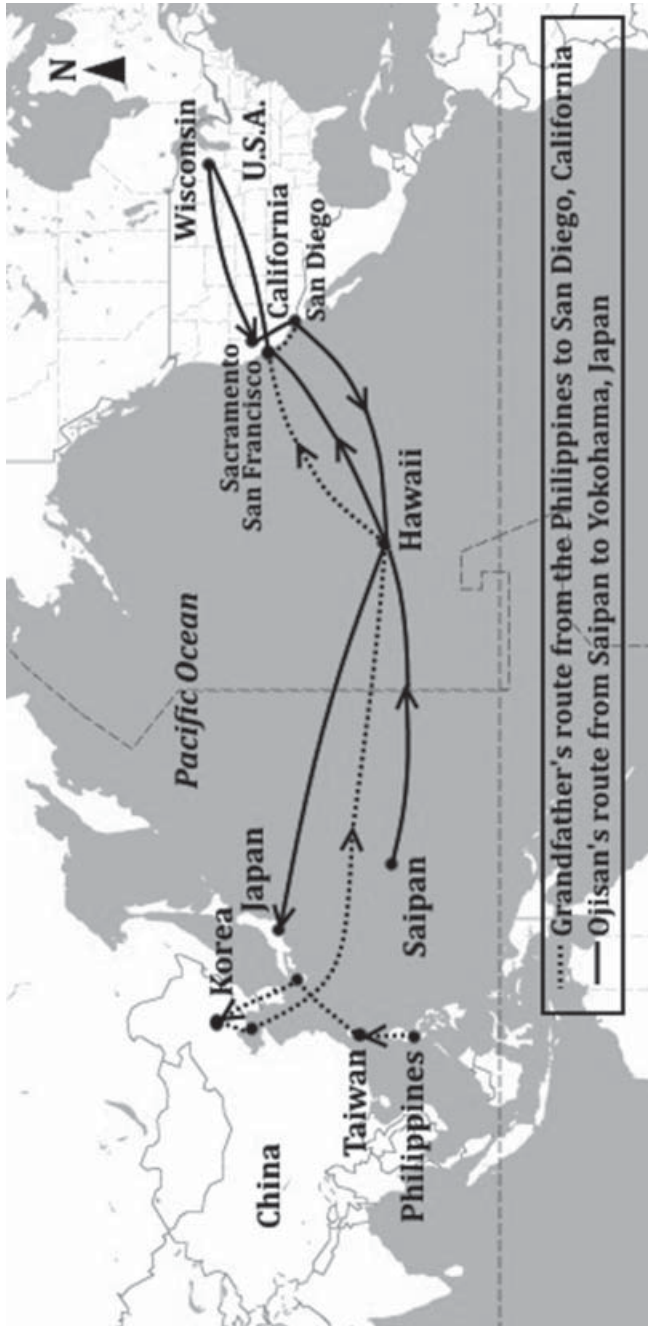 N
Wisconsin
U.S.A.
Sacramento
San Francisco
California
San Diego
Pacific Ocean
Hawaii
Korea
Japan
China
Taiwan
Saipan
Philippines
Grandfather's route from the Philippines to San Diego, California
Ojisan's route from Saipan to Yokohama, Japan